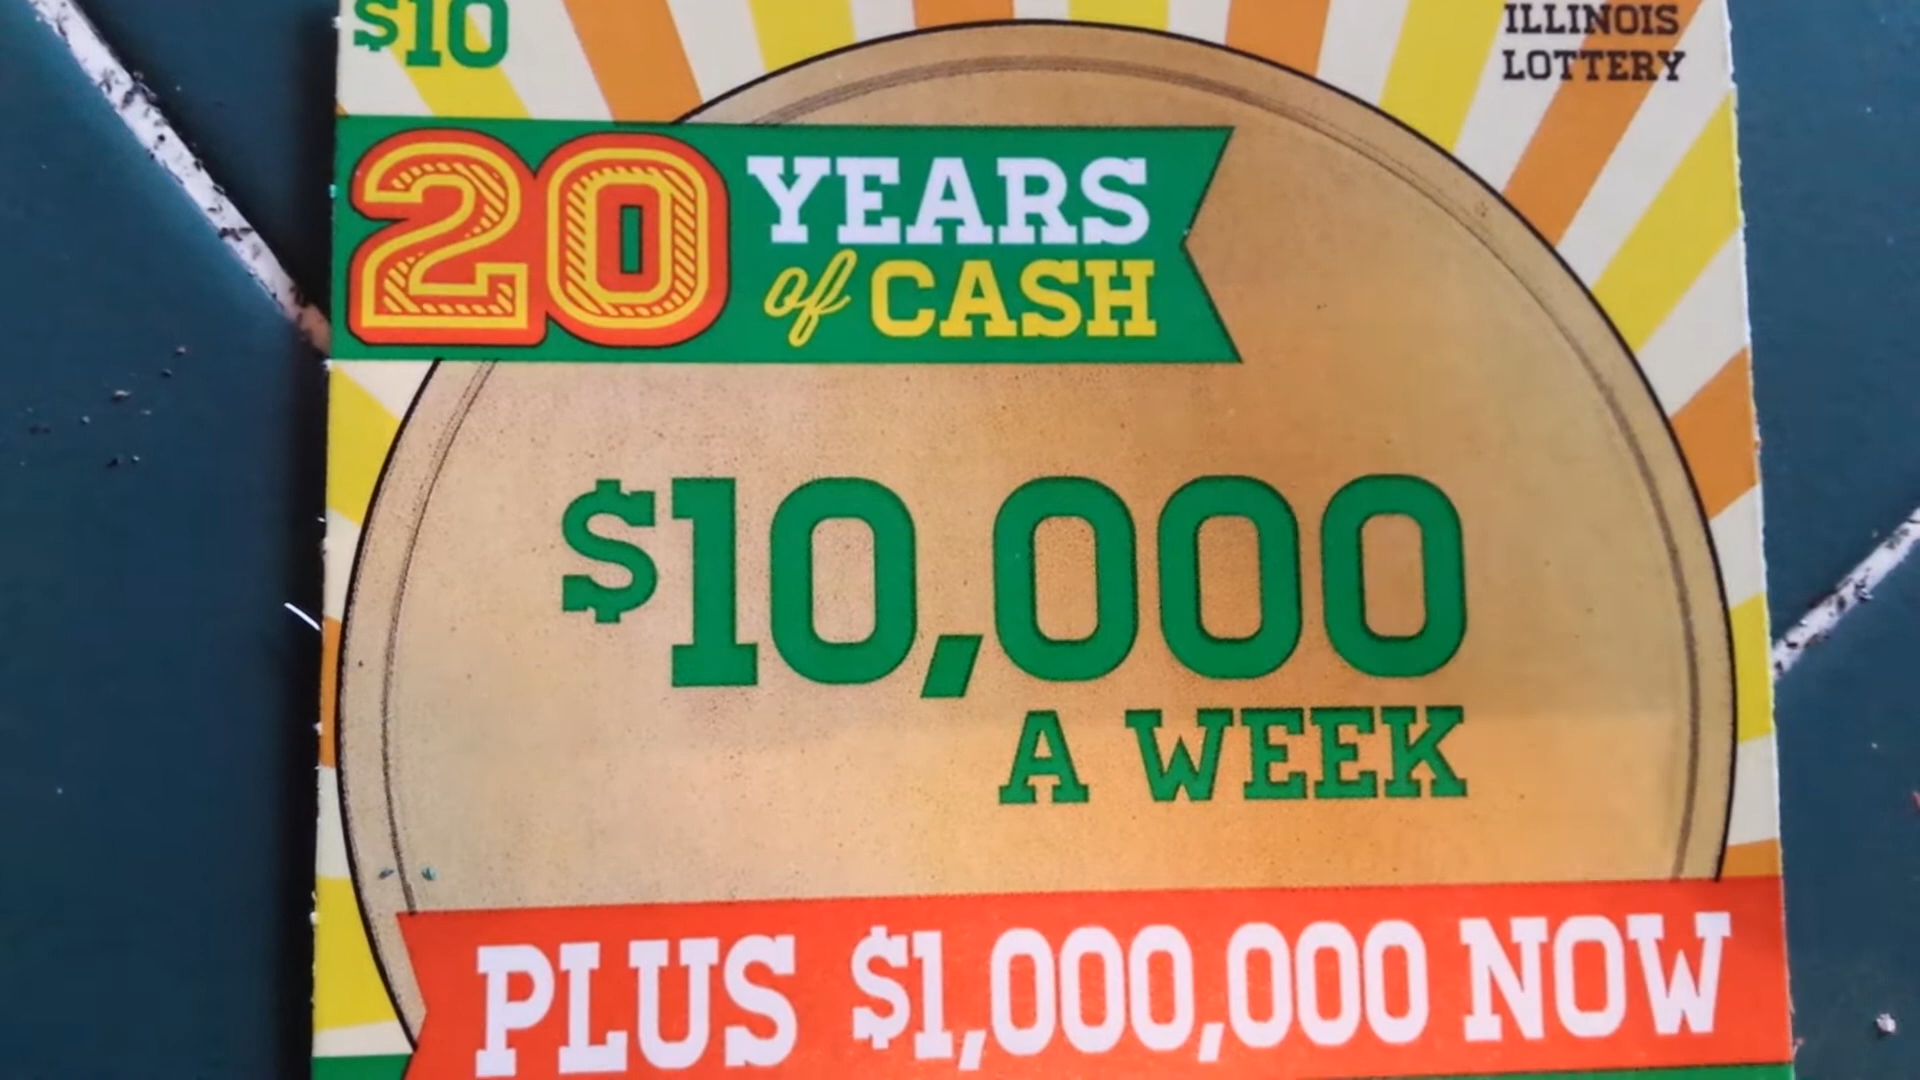 $10
ILLINOIS
LOTTERY
20 YEARS
of CASH
$10,000
A WEEK
PLUS $1,000,000 NOW